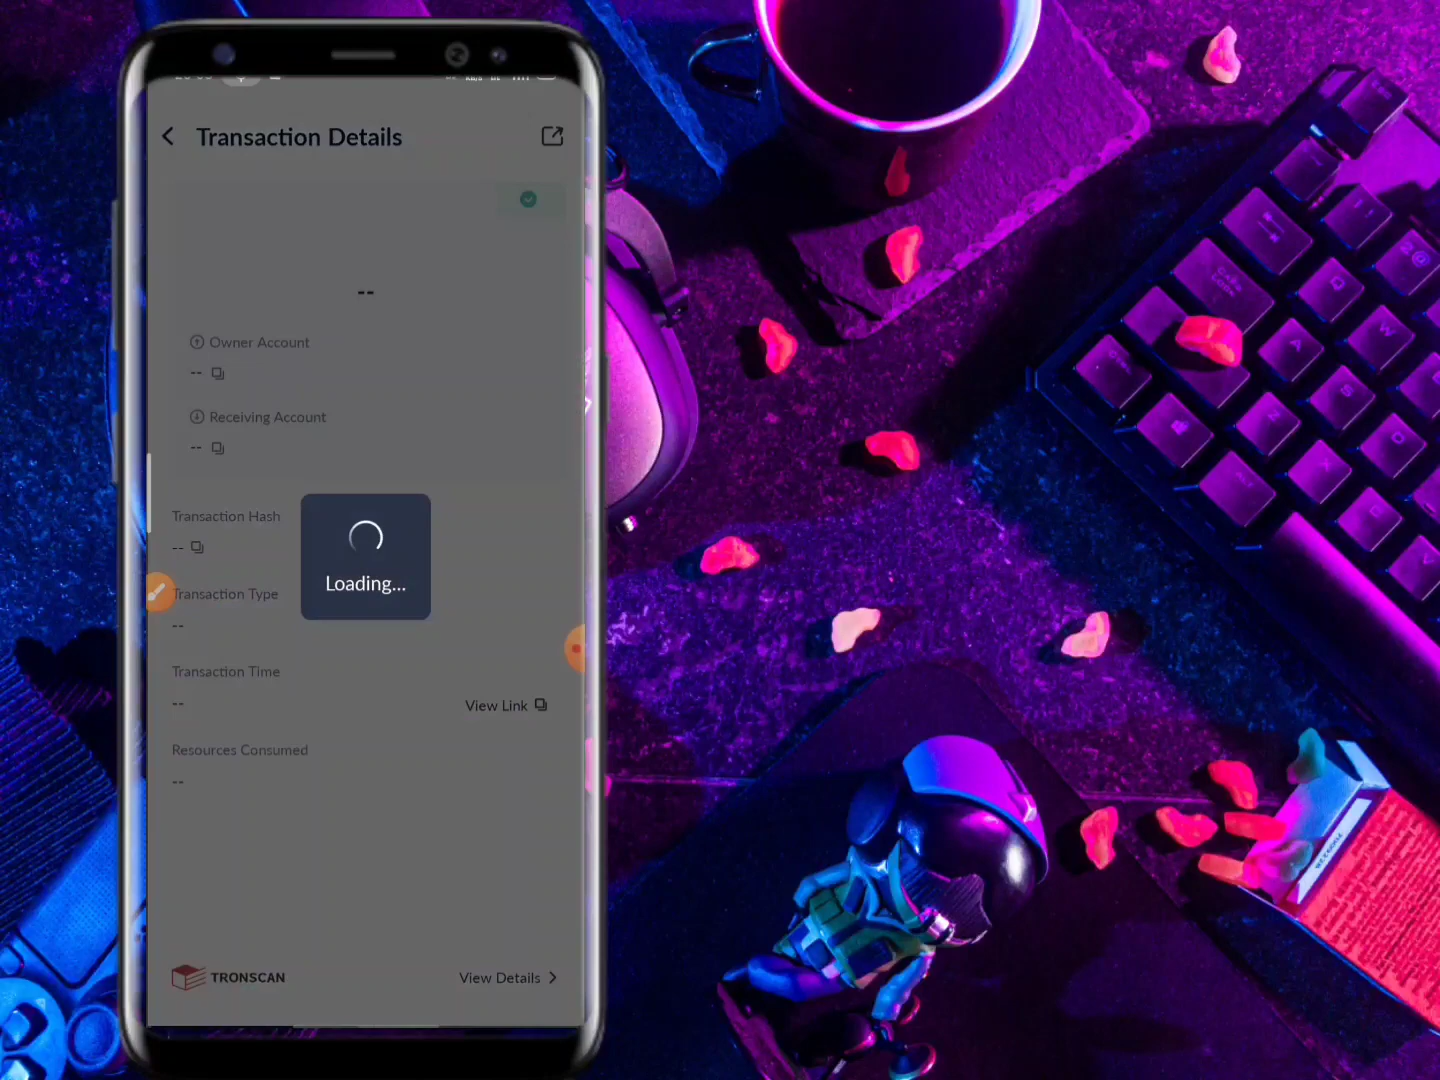 Transaction Details
--
Owner Account
--
Receiving Account
--
Transaction Hash
--
Loading...
Transaction Type
--
Transaction Time
--
View Link
Resources Consumed
--
TRONSCAN
View Details